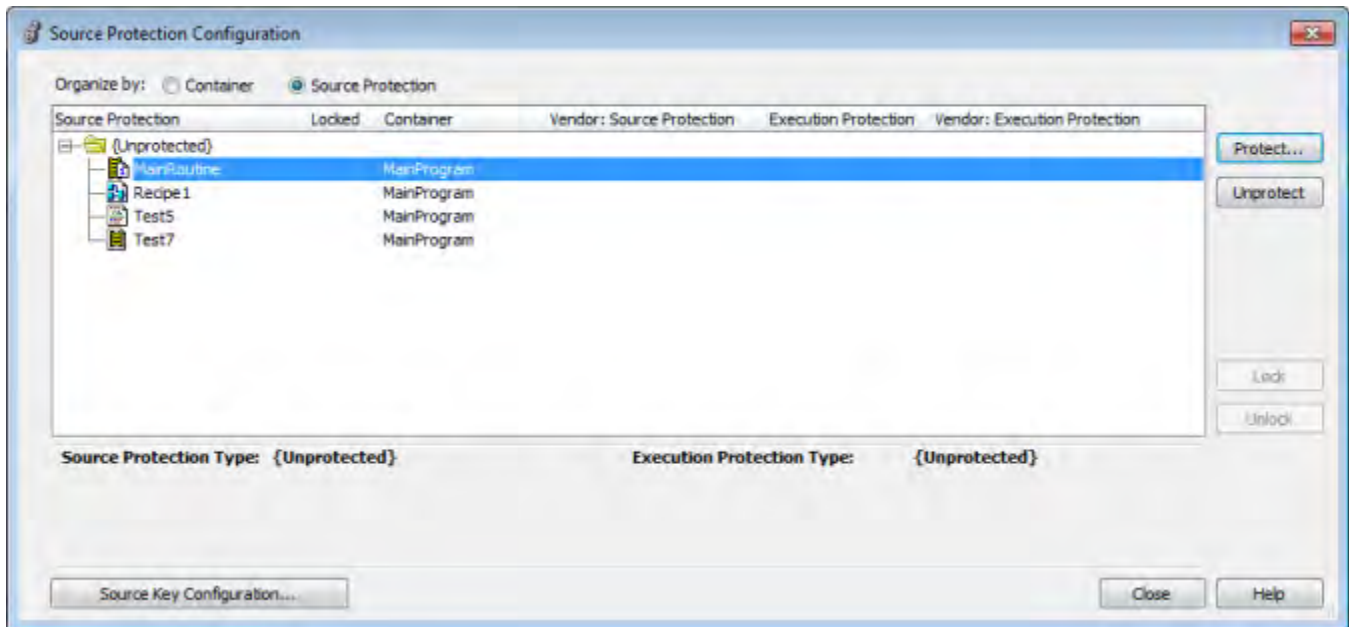 Source Protection Configuration
Organize by: Container Source Protection
Source Protection Locked Container Vendor: Source Protection Execution Protection Vendor: Execution Protection
{Unprotected}
MainRoutine MainProgram
Recipe1 MainProgram
Test5 MainProgram
Test7 MainProgram
Protect...
Unprotect
Lock
Unlock
Source Protection Type: {Unprotected} Execution Protection Type: {Unprotected}
Source Key Configuration... Close Help